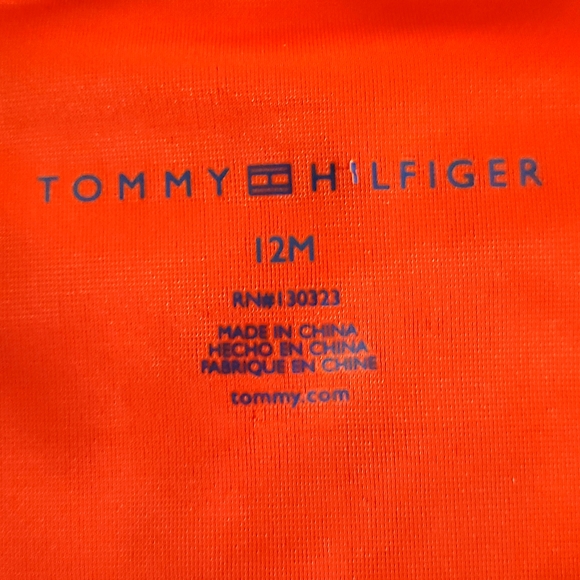 TOMMY HILFIGER
12M
RN#130323
MADE IN CHINA
HECHO EN CHINA
FABRIQUE EN CHINE
tommy.com